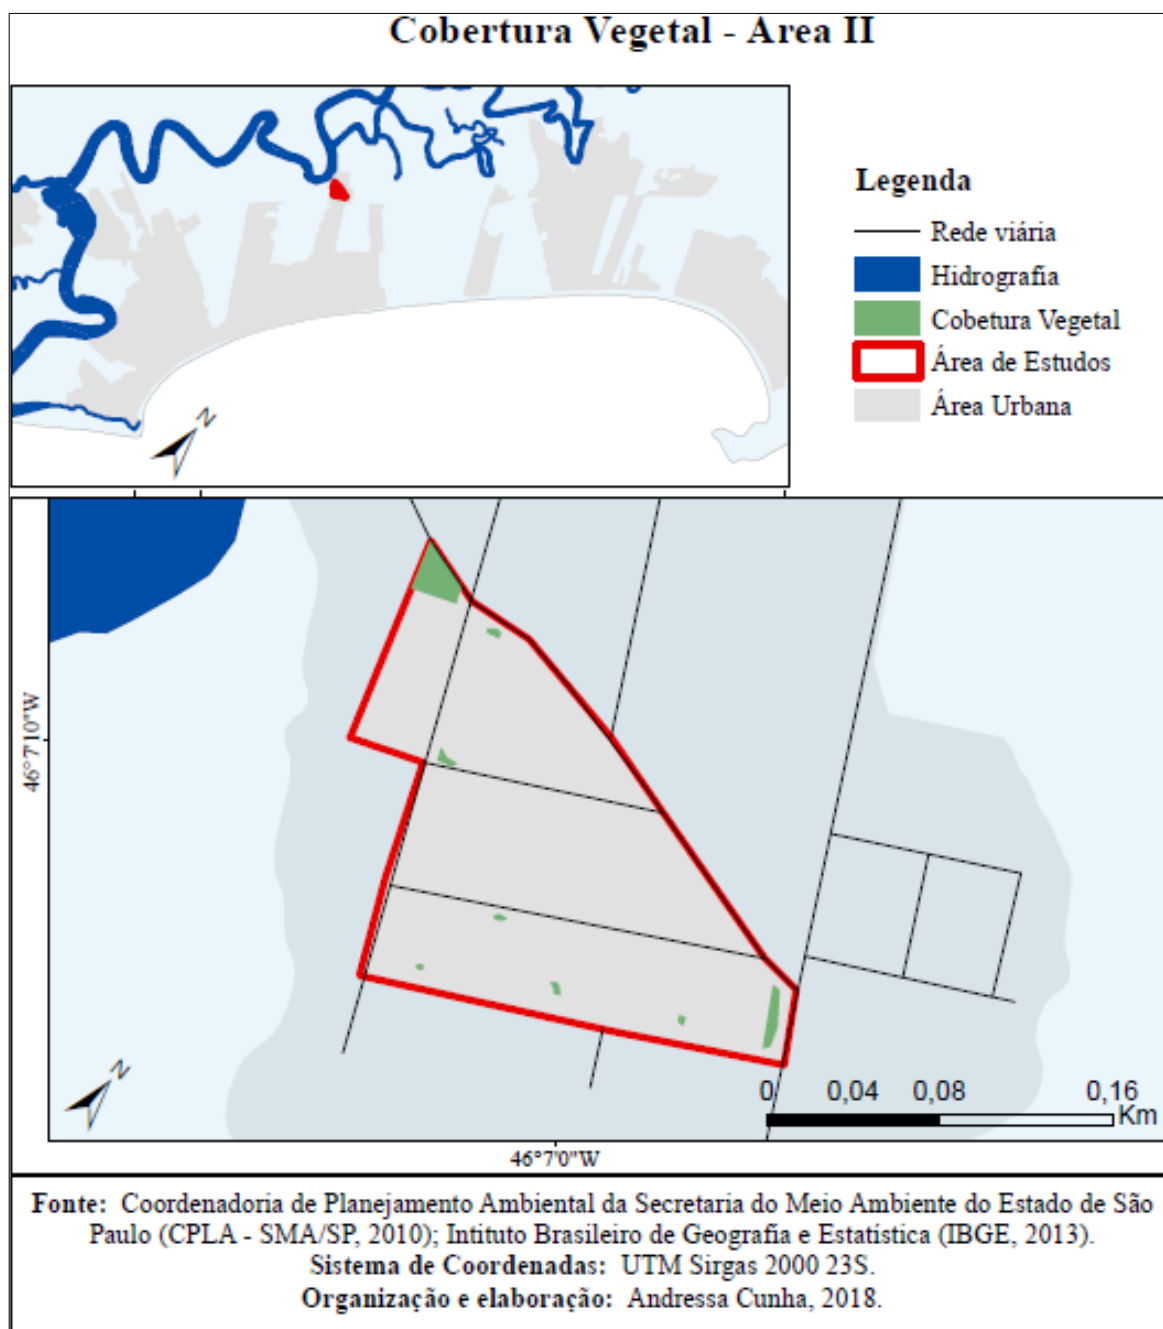 Cobertura Vegetal - Area II
N
Legenda
Rede viária
Hidrografia
Cobetura Vegetal
Área de Estudos
Área Urbana
46°7'10"W
N
0 0,04 0,08 0,16
Km
46°7'0"W
Fonte: Coordenadoria de Planejamento Ambiental da Secretaria do Meio Ambiente do Estado de São
Paulo (CPLA - SMA/SP, 2010); Intituto Brasileiro de Geografia e Estatística (IBGE, 2013).
Sistema de Coordenadas: UTM Sirgas 2000 23S.
Organização e elaboração: Andressa Cunha, 2018.